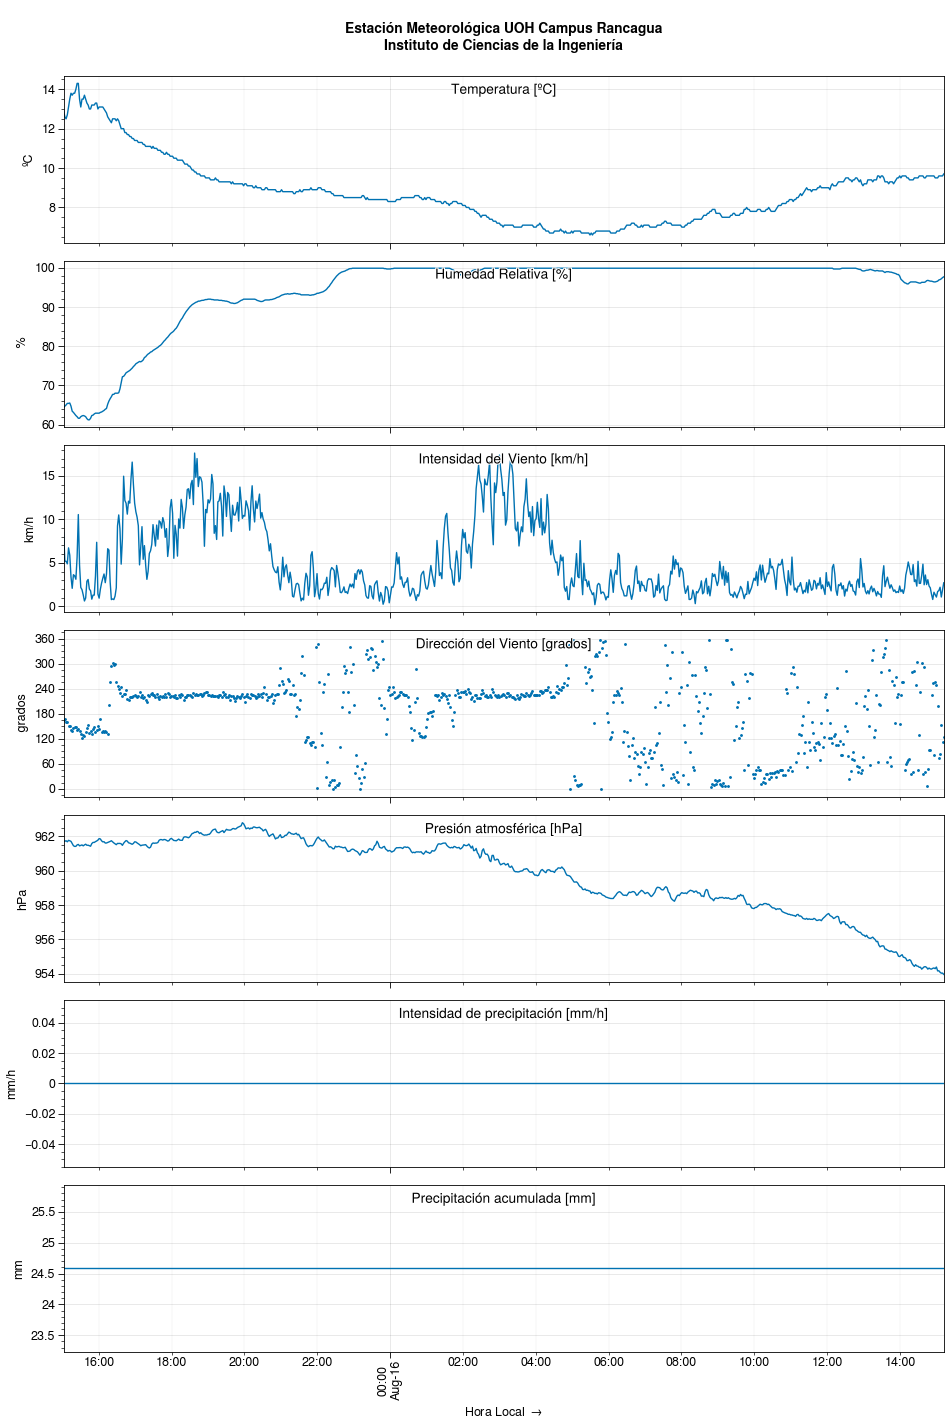 Estación Meteorológica UOH Campus Rancagua
Instituto de Ciencias de la Ingeniería
Temperatura [ºC]
ºC
14
12
10
8
Humedad Relativa [%]
%
100
90
80
70
60
Intensidad del Viento [km/h]
km/h
15
10
5
0
Dirección del Viento [grados]
grados
360
300
240
180
120
60
0
Presión atmosférica [hPa]
hPa
962
960
958
956
954
Intensidad de precipitación [mm/h]
mm/h
0.04
0.02
0
−0.02
−0.04
Precipitación acumulada [mm]
mm
25.5
25
24.5
24
23.5
16:00 18:00 20:00 22:00 00:00 02:00 04:00 06:00 08:00 10:00 12:00 14:00
Aug-16
Hora Local →